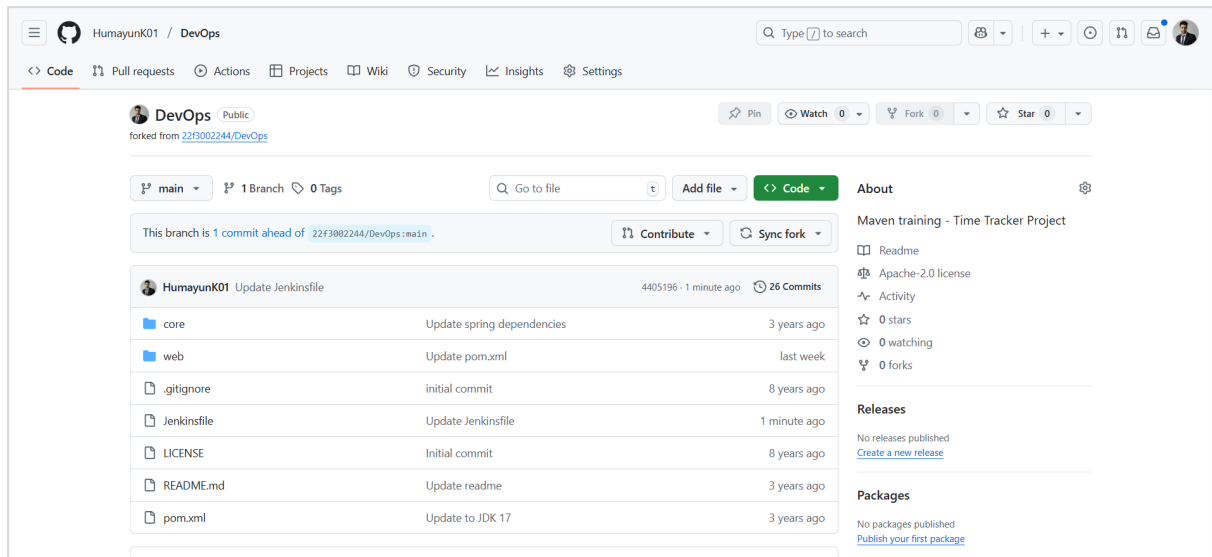 HumayunK01 / DevOps
Type / to search
Code Pull requests Actions Projects Wiki Security Insights Settings
DevOps Public
Pin Watch 0 Fork 0 Star 0
forked from 22f3002244/DevOps
main 1 Branch 0 Tags Go to file t Add file Code
This branch is 1 commit ahead of 22f3002244/DevOps:main .
Contribute Sync fork
HumayunK01 Update Jenkinsfile 4405196 · 1 minute ago 26 Commits
core Update spring dependencies 3 years ago
web Update pom.xml last week
.gitignore initial commit 8 years ago
Jenkinsfile Update Jenkinsfile 1 minute ago
LICENSE Initial commit 8 years ago
README.md Update readme 3 years ago
pom.xml Update to JDK 17 3 years ago
About
Maven training - Time Tracker Project
Readme
Apache-2.0 license
Activity
0 stars
0 watching
0 forks
Releases
No releases published
Create a new release
Packages
No packages published
Publish your first package